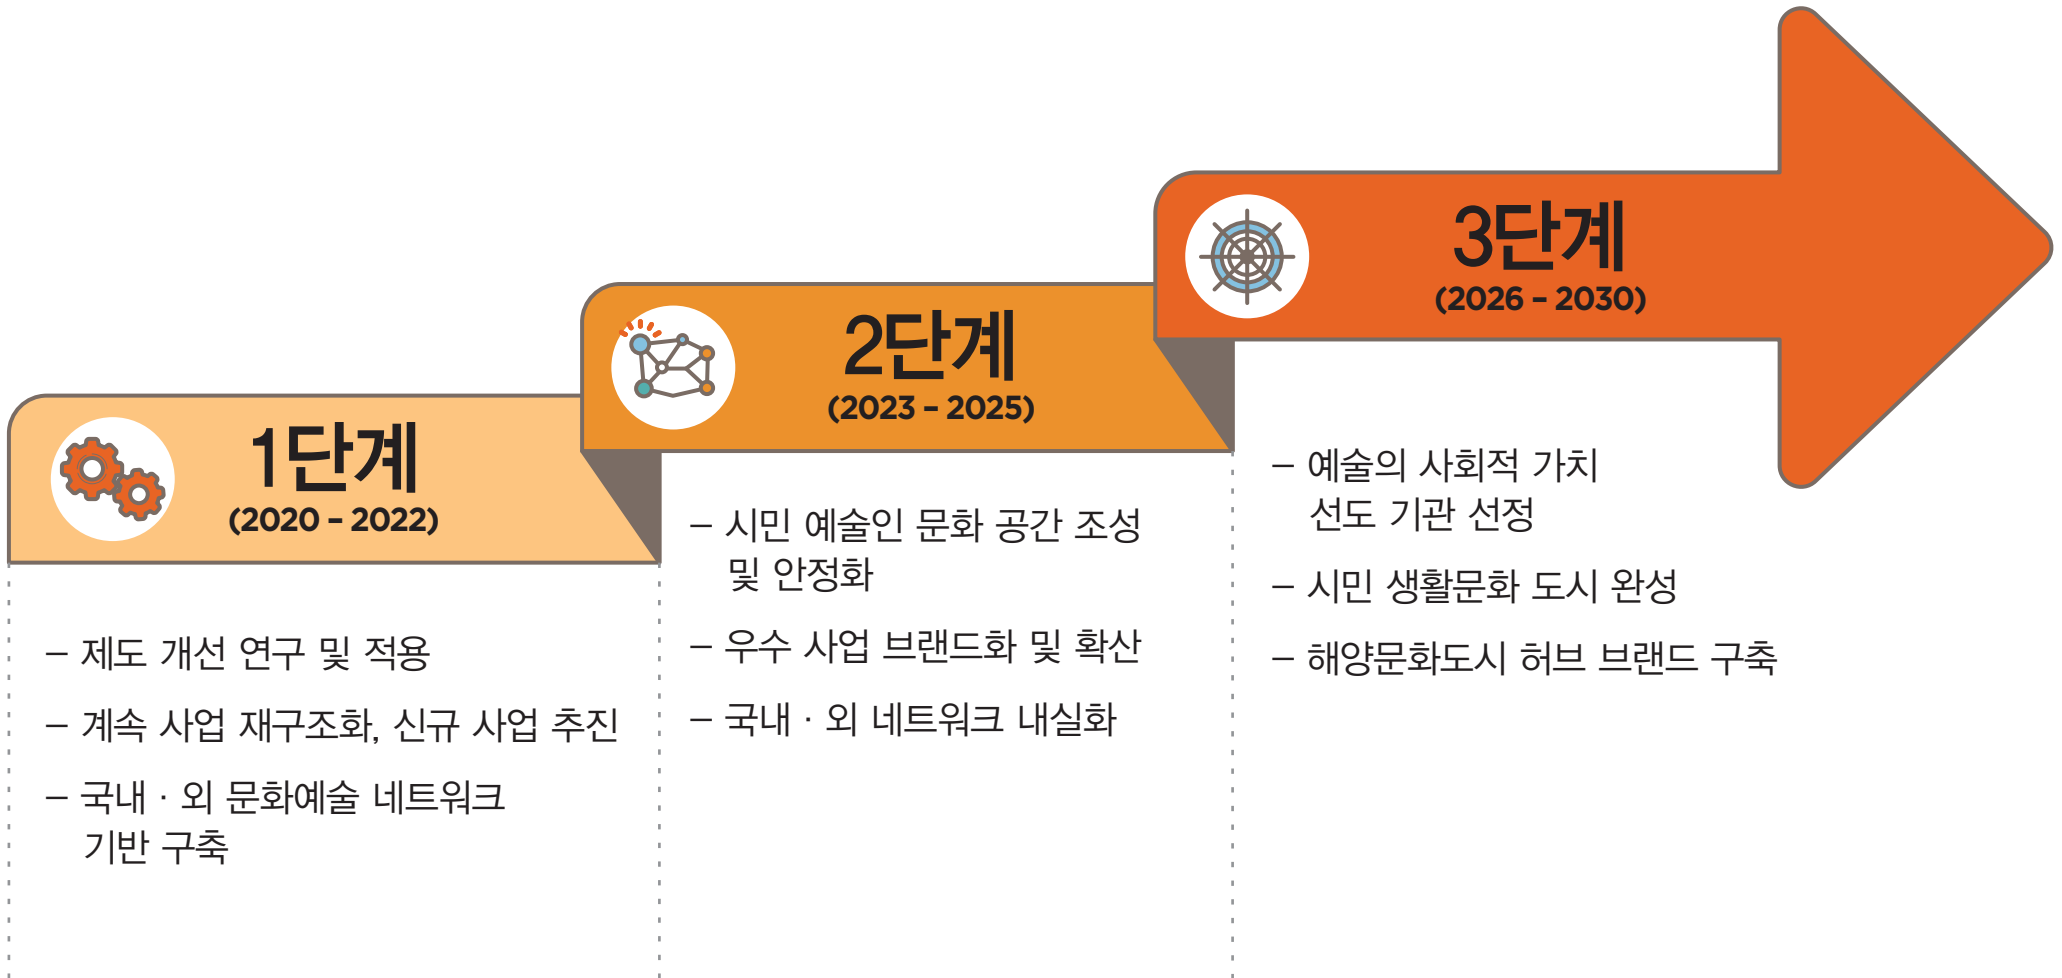 1단계
(2020 - 2022)
– 제도 개선 연구 및 적용
– 계속 사업 재구조화, 신규 사업 추진
– 국내 · 외 문화예술 네트워크
기반 구축
2단계
(2023 - 2025)
– 시민 예술인 문화 공간 조성
및 안정화
– 우수 사업 브랜드화 및 확산
– 국내 · 외 네트워크 내실화
3단계
(2026 - 2030)
– 예술의 사회적 가치
선도 기관 선정
– 시민 생활문화 도시 완성
– 해양문화도시 허브 브랜드 구축